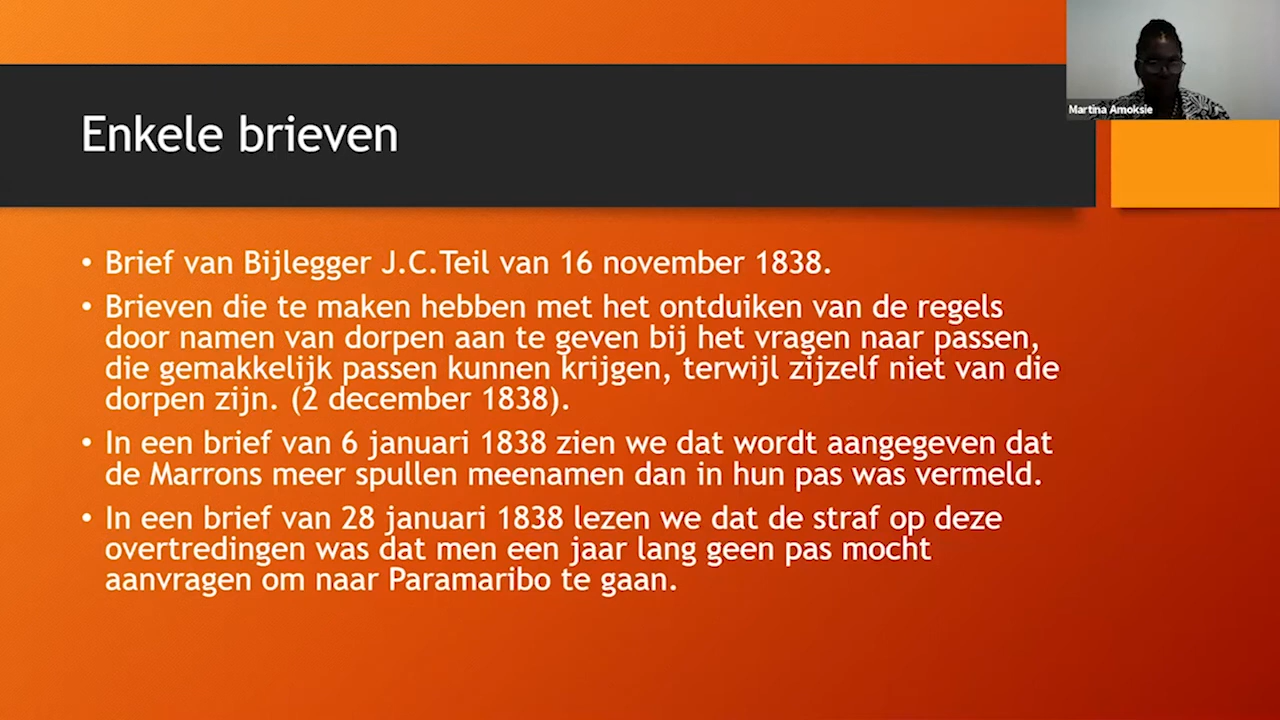 Martina Amoksie
Enkele brieven
• Brief van Bijlegger J.C.Teil van 16 november 1838.
• Brieven die te maken hebben met het ontduiken van de regels
door namen van dorpen aan te geven bij het vragen naar passen,
die gemakkelijk passen kunnen krijgen, terwijl zijzelf niet van die
dorpen zijn. (2 december 1838).
• In een brief van 6 januari 1838 zien we dat wordt aangegeven dat
de Marrons meer spullen meenamen dan in hun pas was vermeld.
• In een brief van 28 januari 1838 lezen we dat de straf op deze
overtredingen was dat men een jaar lang geen pas mocht
aanvragen om naar Paramaribo te gaan.